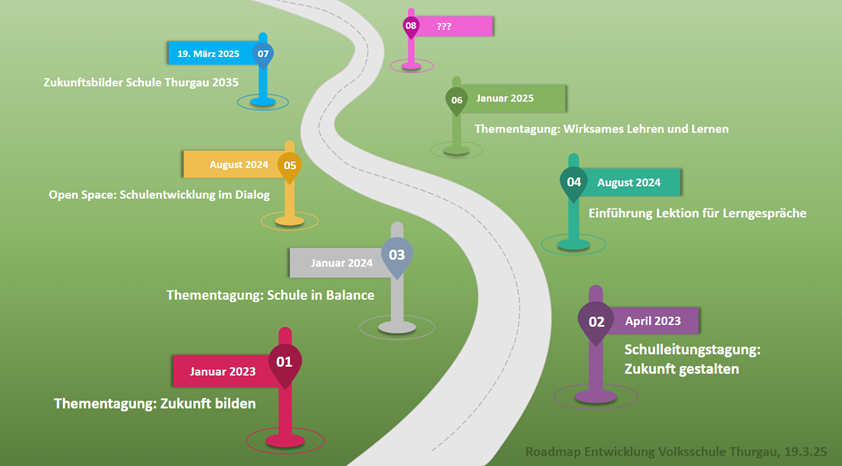 08
???
19. März 2025
07
Zukunftsbilder Schule Thurgau 2035
06
Januar 2025
Thementagung: Wirksames Lehren und Lernen
August 2024
05
Open Space: Schulentwicklung im Dialog
04
August 2024
Einführung Lektion für Lerngespräche
Januar 2024
03
Thementagung: Schule in Balance
02
April 2023
Schulleitungstagung:
Zukunft gestalten
Januar 2023
01
Thementagung: Zukunft bilden
Roadmap Entwicklung Volksschule Thurgau, 19.3.25